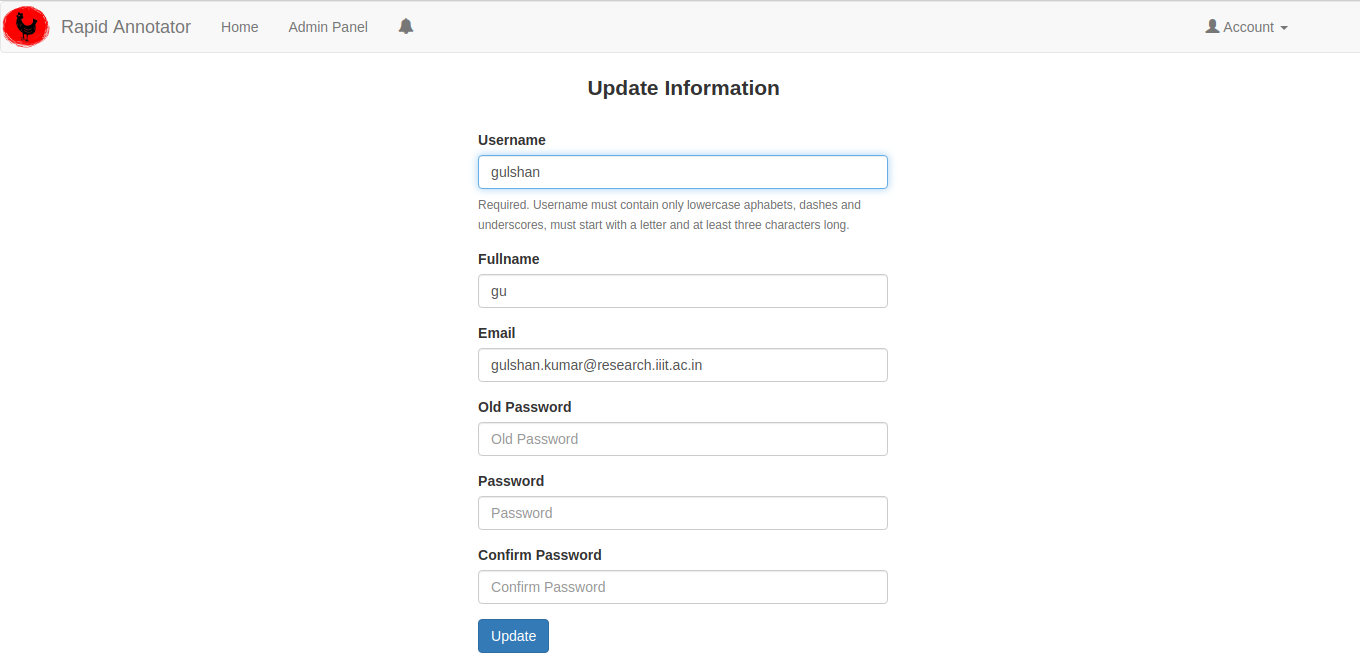 Rapid Annotator Home Admin Panel Account
Update Information
Username
gulshan
Required. Username must contain only lowercase aphabets, dashes and
underscores, must start with a letter and at least three characters long.
Fullname
gu
Email
gulshan.kumar@research.iiit.ac.in
Old Password
Old Password
Password
Password
Confirm Password
Confirm Password
Update